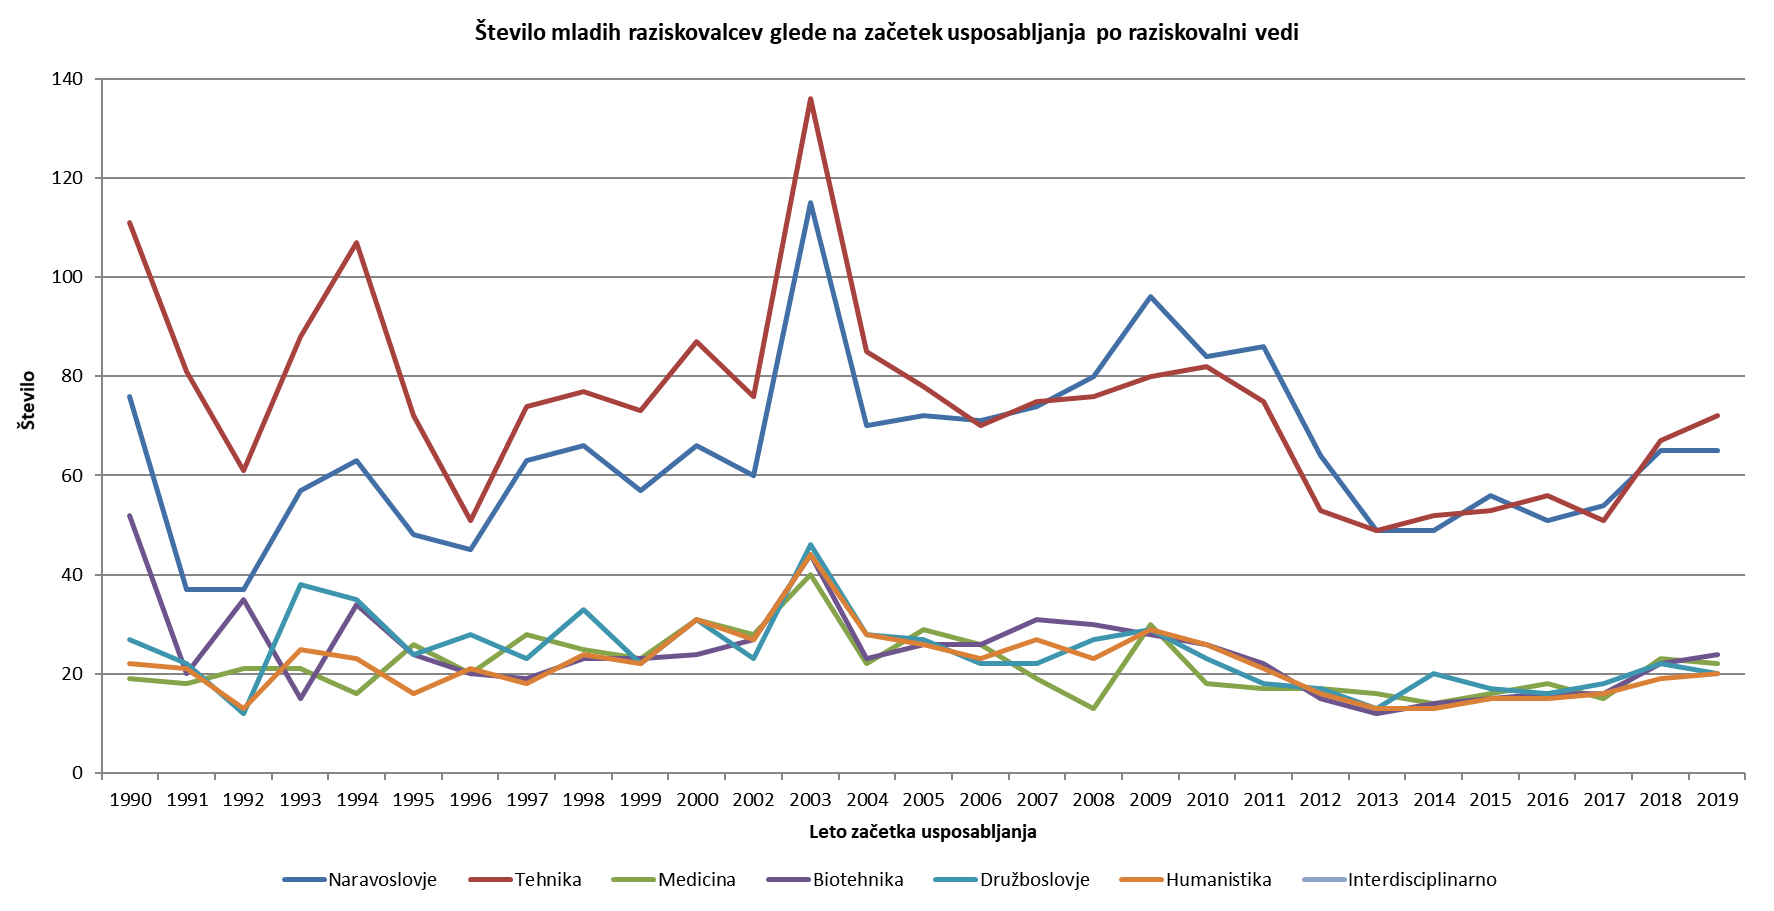 Število mladih raziskovalcev glede na začetek usposabljanja po raziskovalni vedi
140
120
100
80
60
40
20
0
Število
1990 1991 1992 1993 1994 1995 1996 1997 1998 1999 2000 2002 2003 2004 2005 2006 2007 2008 2009 2010 2011 2012 2013 2014 2015 2016 2017 2018 2019
Leto začetka usposabljanja
Naravoslovje Tehnika Medicina Biotehnika Družboslovje Humanistika Interdisciplinarno